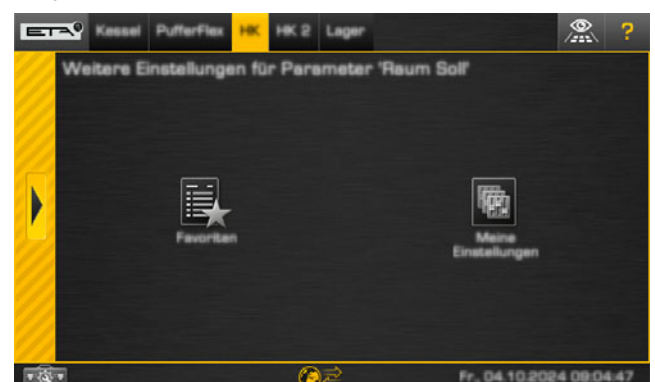 ETA Kessel PufferFlex HK HK 2 Lager ?
Weitere Einstellungen für Parameter 'Raum Soll'
Favoriten
Meine
Einstellungen
Fr., 04.10.2024 09:04:47